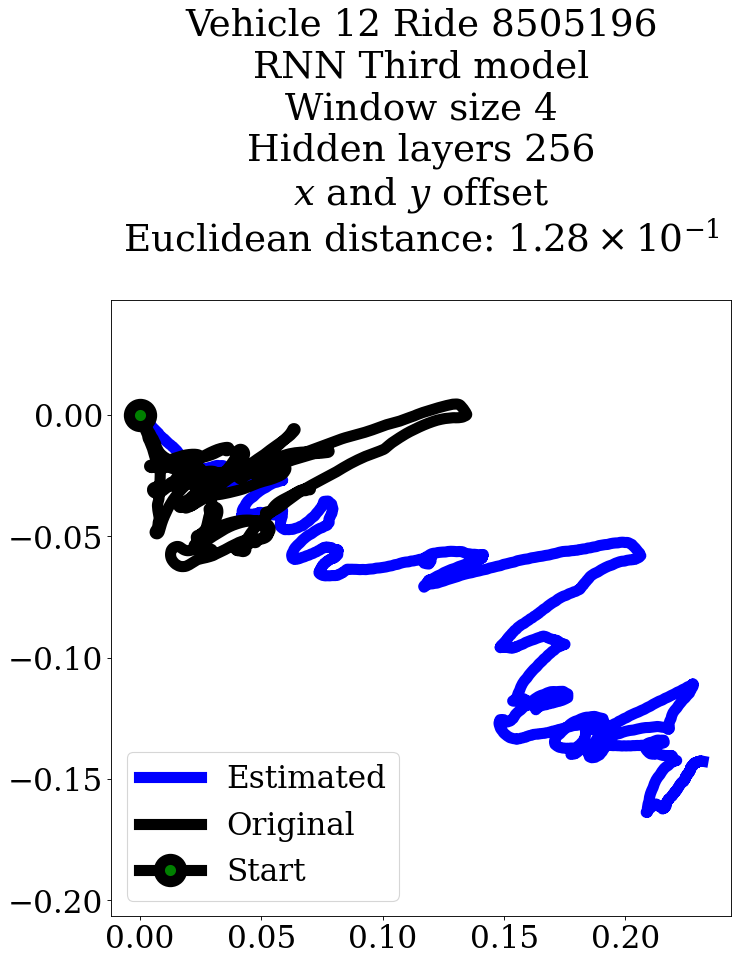 Vehicle 12 Ride 8505196
RNN Third model
Window size 4
Hidden layers 256
x and y offset
Euclidean distance: 1.28 × 10⁻¹
0.00
−0.05
−0.10
−0.15
−0.20
Estimated
Original
Start
0.00 0.05 0.10 0.15 0.20